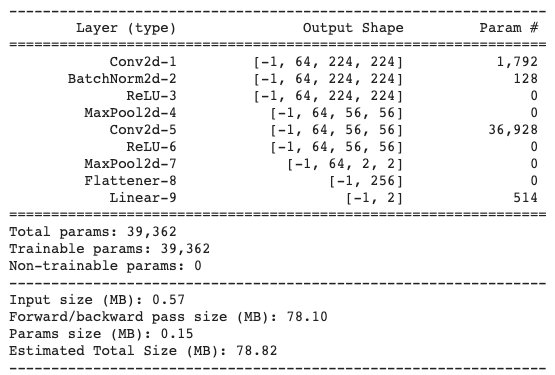 ----------------------------------------------------------------
Layer (type) Output Shape Param #
================================================================
Conv2d-1 [-1, 64, 224, 224] 1,792
BatchNorm2d-2 [-1, 64, 224, 224] 128
ReLU-3 [-1, 64, 224, 224] 0
MaxPool2d-4 [-1, 64, 56, 56] 0
Conv2d-5 [-1, 64, 56, 56] 36,928
ReLU-6 [-1, 64, 56, 56] 0
MaxPool2d-7 [-1, 64, 2, 2] 0
Flattener-8 [-1, 256] 0
Linear-9 [-1, 2] 514
================================================================
Total params: 39,362
Trainable params: 39,362
Non-trainable params: 0
----------------------------------------------------------------
Input size (MB): 0.57
Forward/backward pass size (MB): 78.10
Params size (MB): 0.15
Estimated Total Size (MB): 78.82
----------------------------------------------------------------